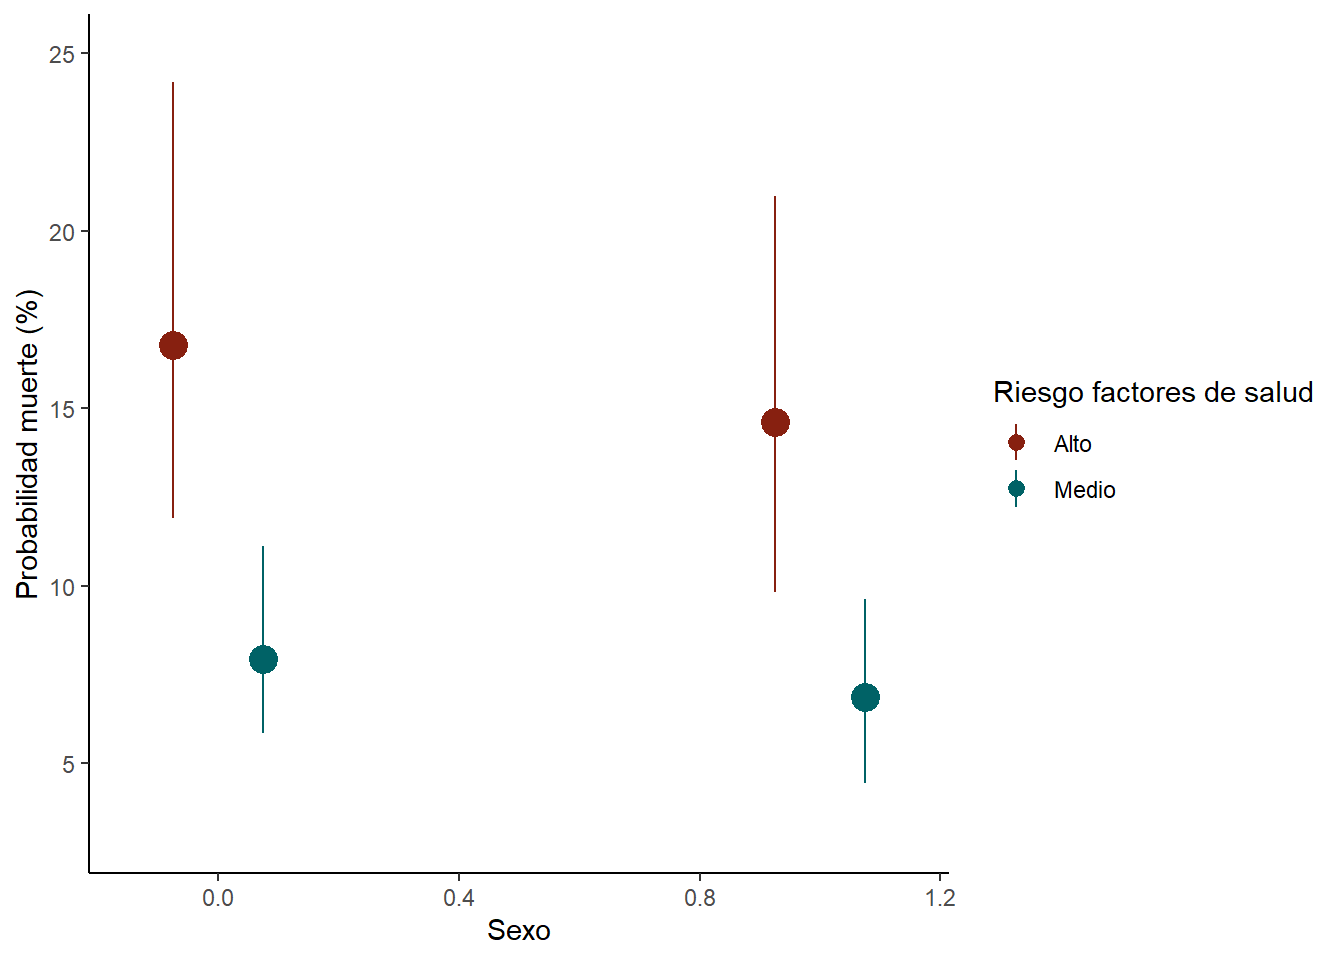 25
20
15
10
5
Probabilidad muerte (%)
0.0 0.4 0.8 1.2
Sexo
Riesgo factores de salud
Alto
Medio